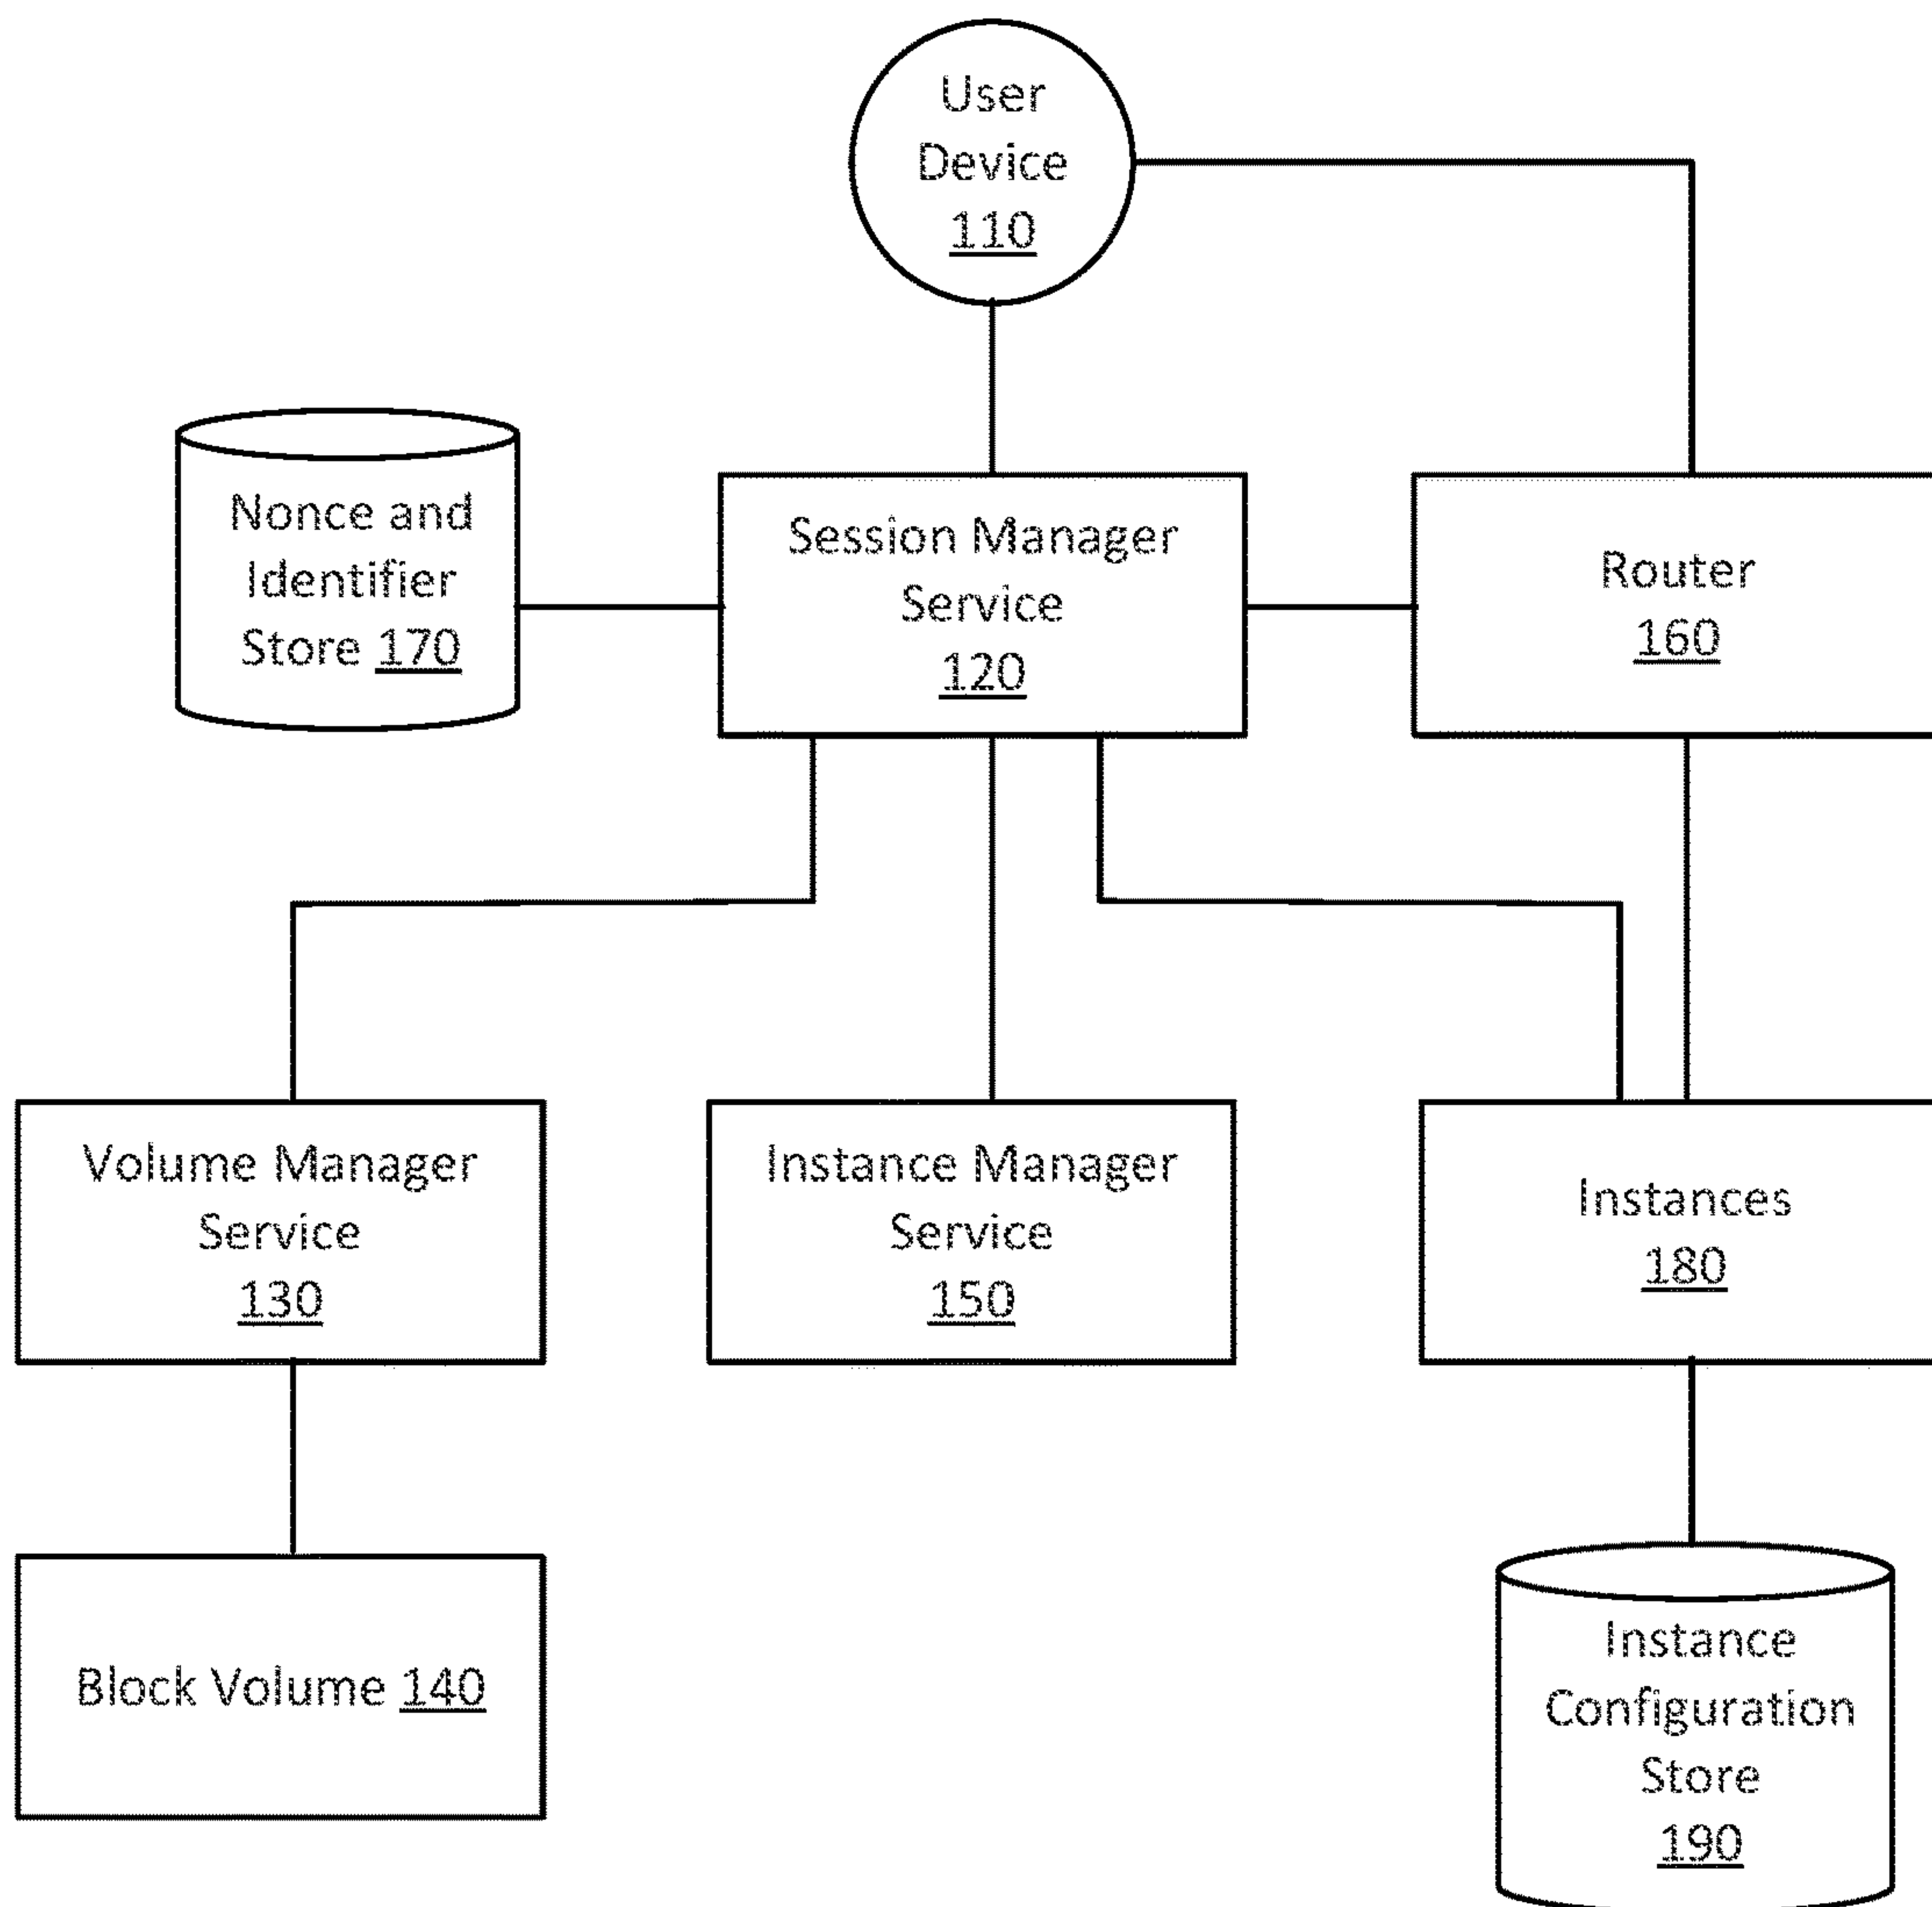 User
Device
110
Nonce and
Identifier
Store 170
Session Manager
Service
120
Router
160
Volume Manager
Service
130
Instance Manager
Service
150
Instances
180
Block Volume 140
Instance
Configuration
Store
190